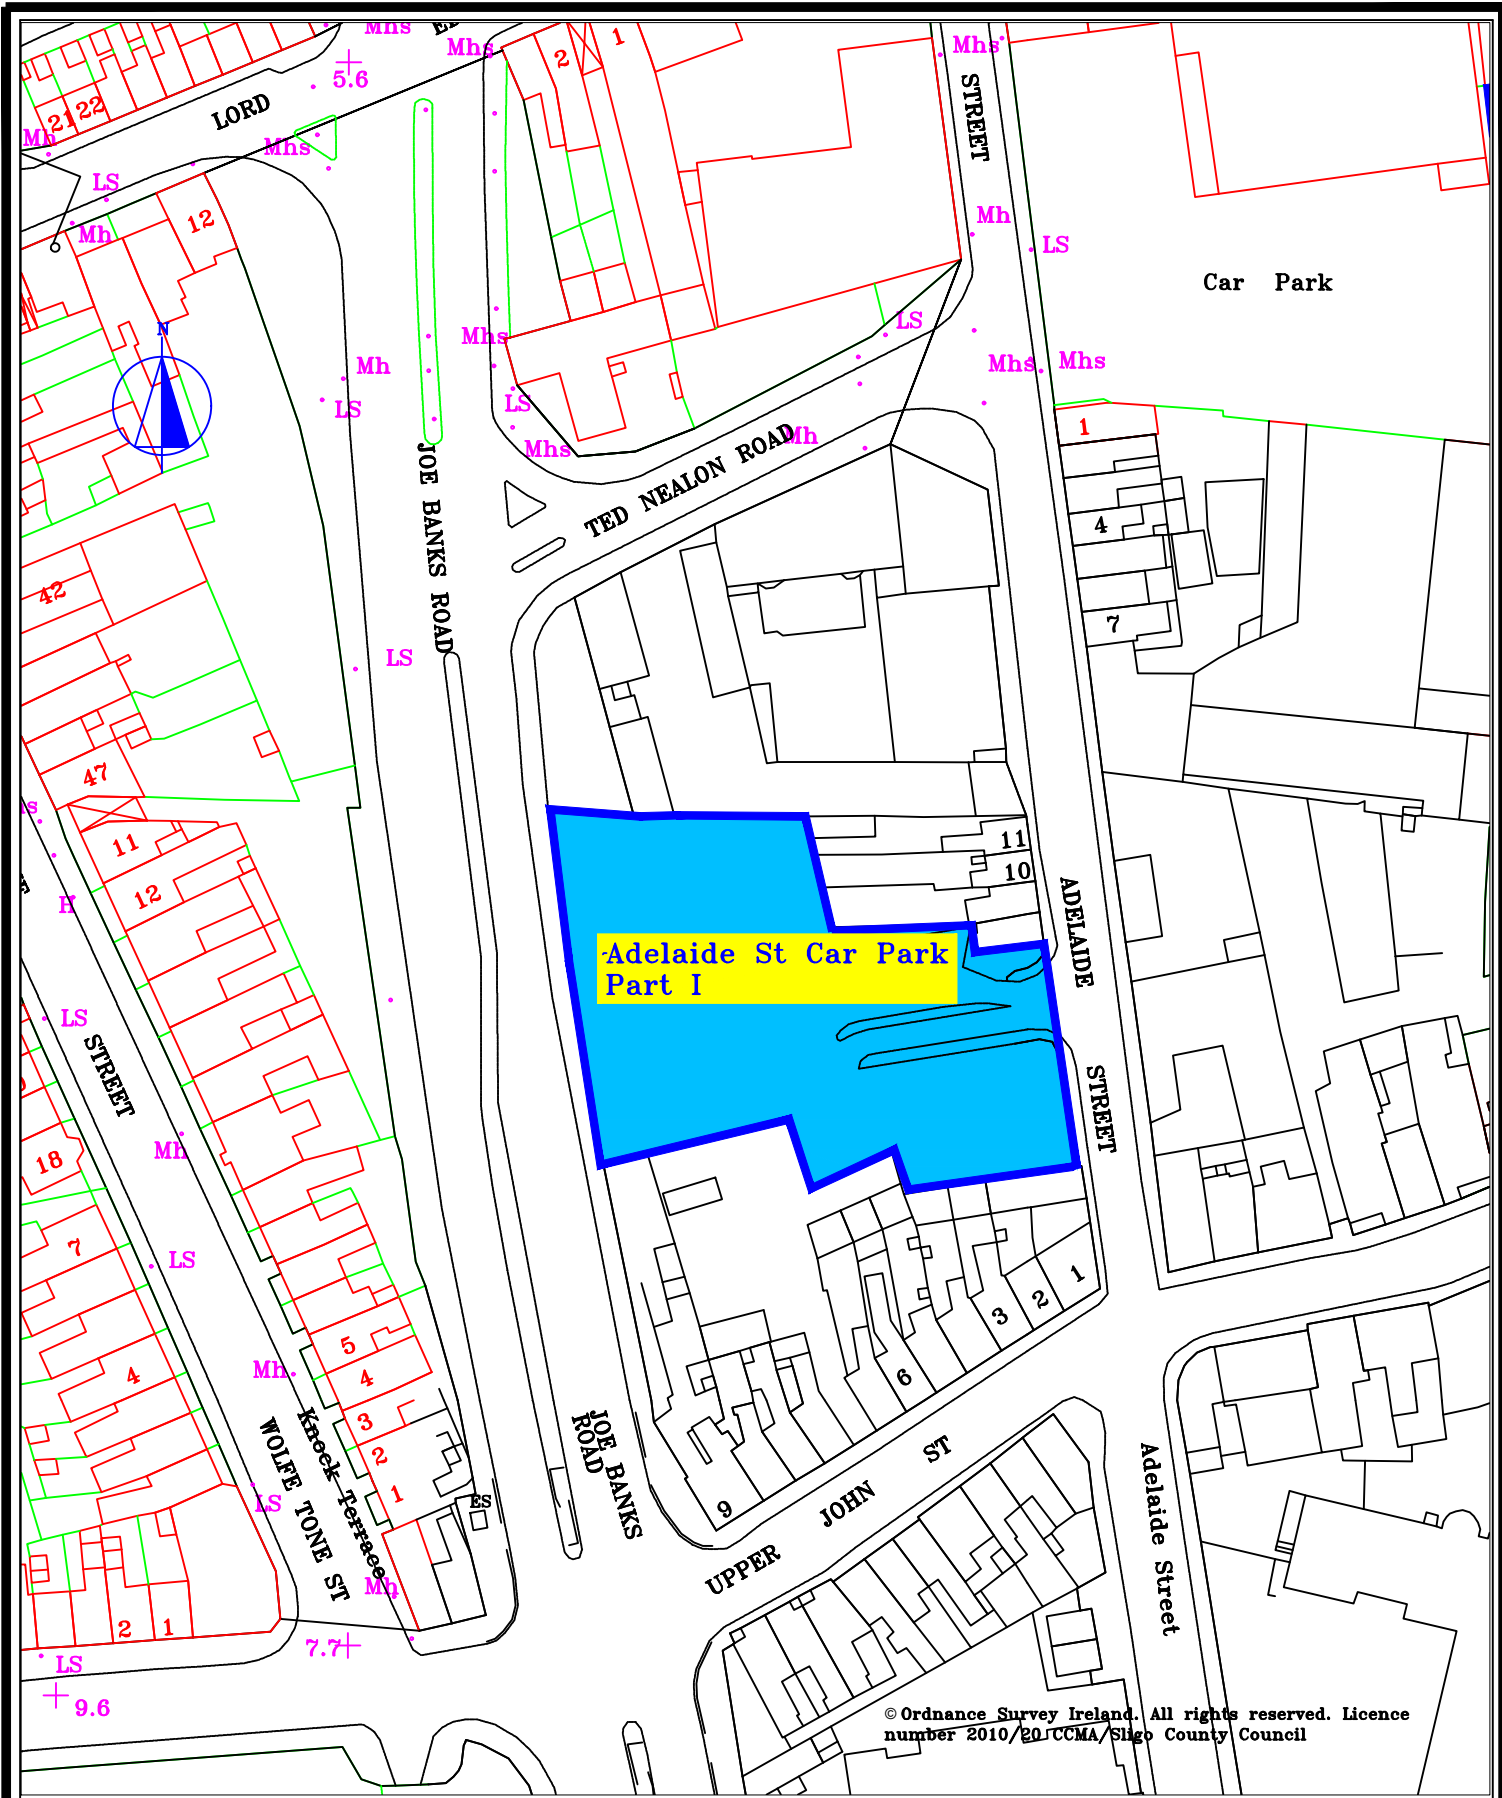 Mhs
5.6
Mhs
2
1
Mhs
STREET
21
22
LORD
Mh
Mhs
LS
12
Mh
Mh
LS
Car Park
N
LS
Mhs
Mh
LS
LS
Mhs
Mhs
Mhs
Mh
1
JOE BANKS ROAD
TED NEALON ROAD
4
42
7
LS
47
11
12
11
10
ADELAIDE
STREET
H
Adelaide St Car Park
Part I
LS
STREET
Mh
18
7
LS
1
2
3
5
4
4
Mh
6
3
2
1
Knock Terrace
WOLFE TONE ST
JOE BANKS
ROAD
ST
JOHN
UPPER
9
Adelaide Street
LS
ES
Mh
2
1
7.7
LS
9.6
© Ordnance Survey Ireland. All rights reserved. Licence
number 2010/20 CCMA/Sligo County Council